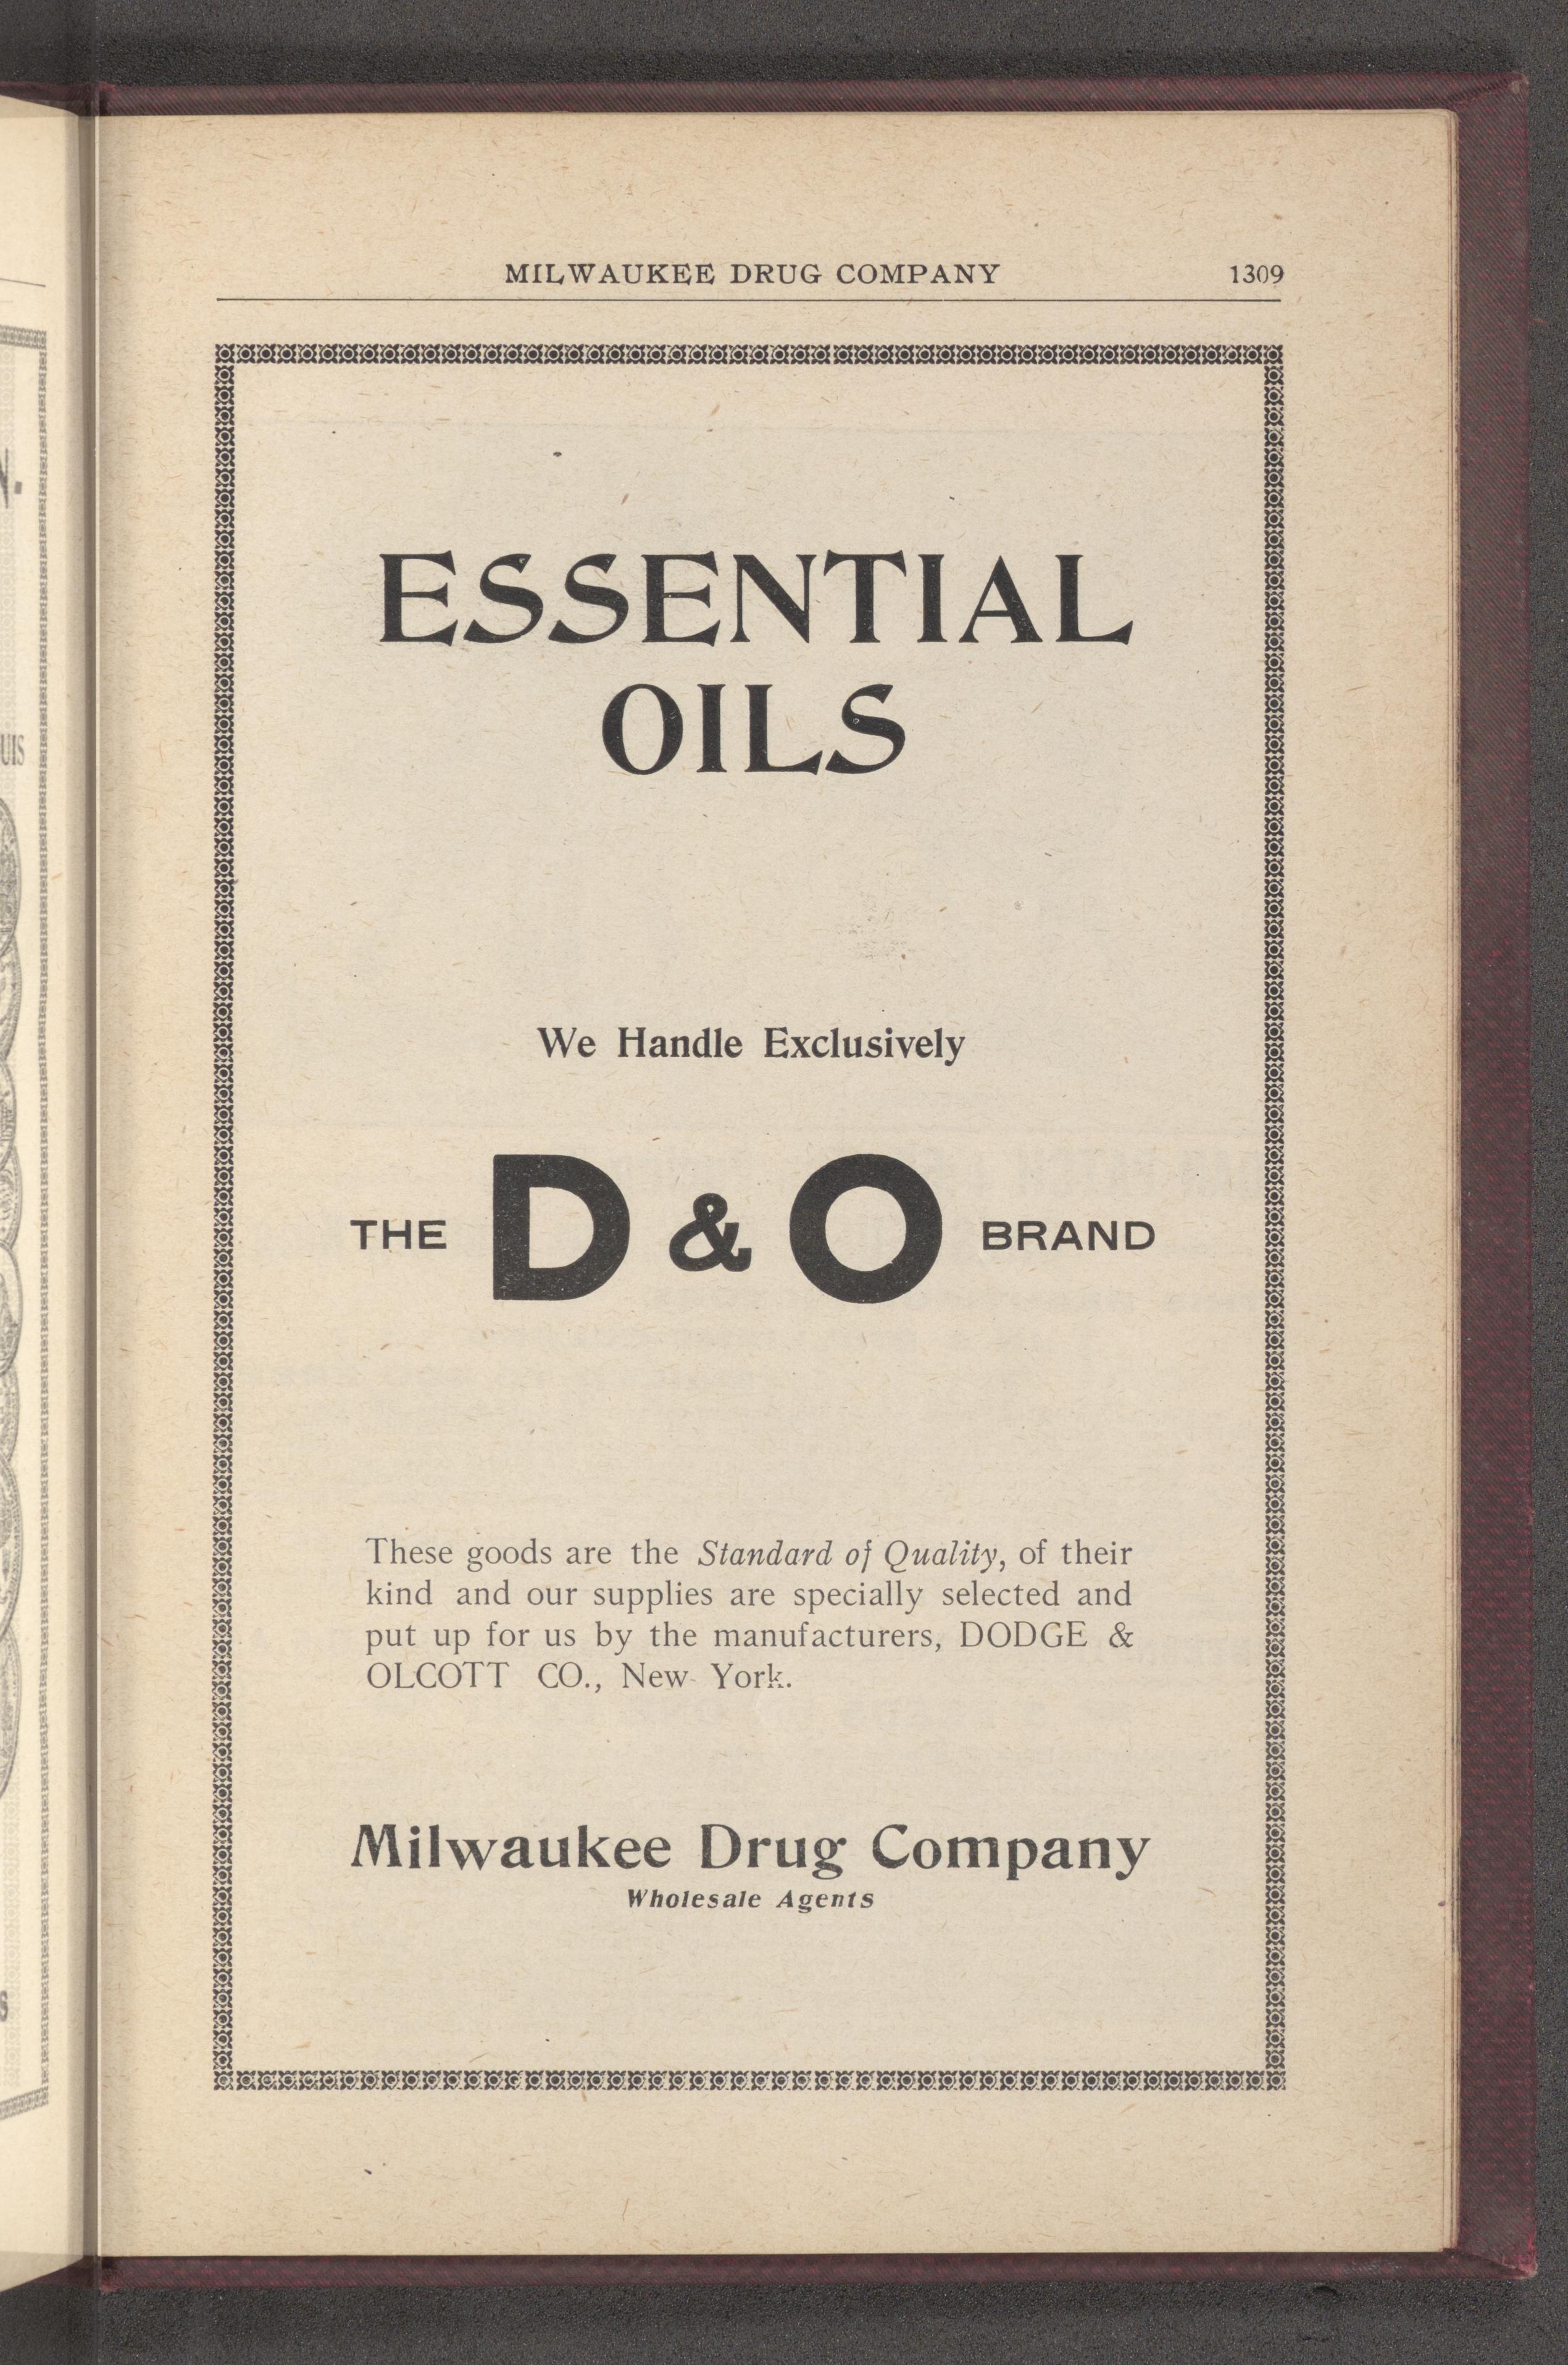 MILWAUKEE DRUG COMPANY 1309
ESSENTIAL
OILS
We Handle Exclusively
THE D & O BRAND
These goods are the Standard of Quality, of their
kind and our supplies are specially selected and
put up for us by the manufacturers, DODGE &
OLCOTT CO., New York.
Milwaukee Drug Company
Wholesale Agents